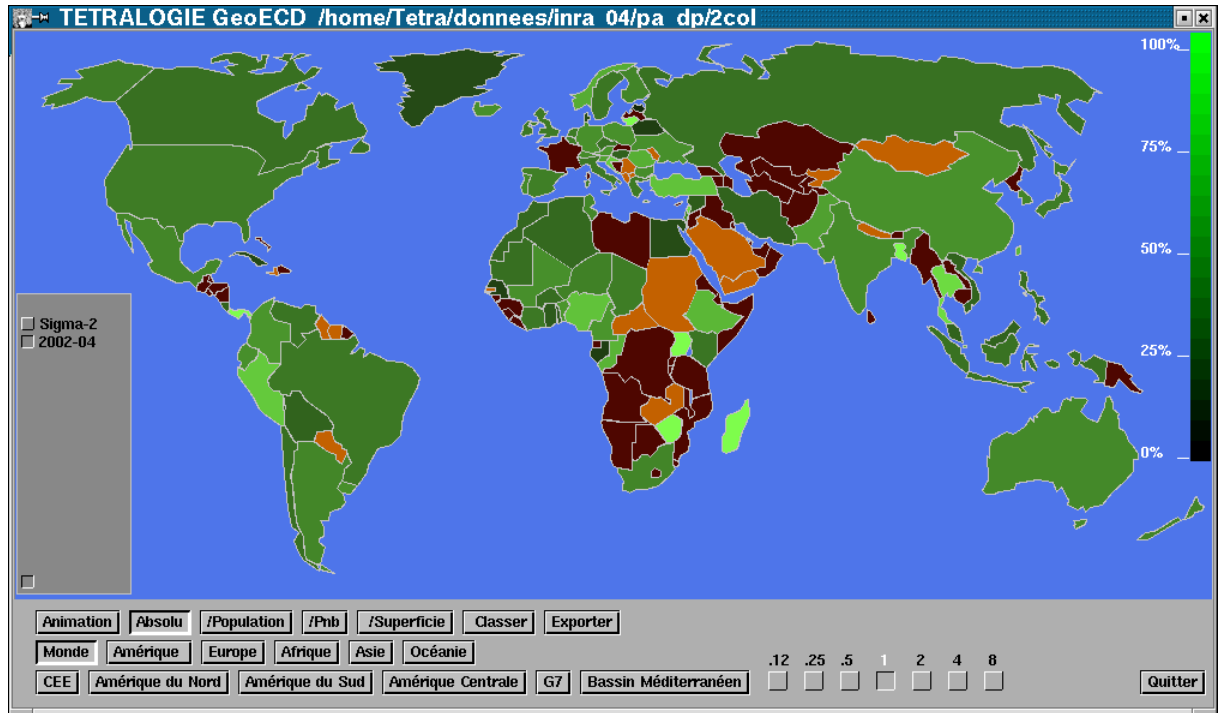 TETRALOGIE GeoECD /home/Tetra/donnees/inra 04/pa dp/2col
100%
75%
50%
25%
0%
Sigma-2
2002-04
Animation Absolu /Population /Pnb /Superficie Classer Exporter
Monde Amérique Europe Afrique Asie Océanie
.12 .25 .5 1 2 4 8
CEE Amérique du Nord Amérique du Sud Amérique Centrale G7 Bassin Méditerranéen Quitter